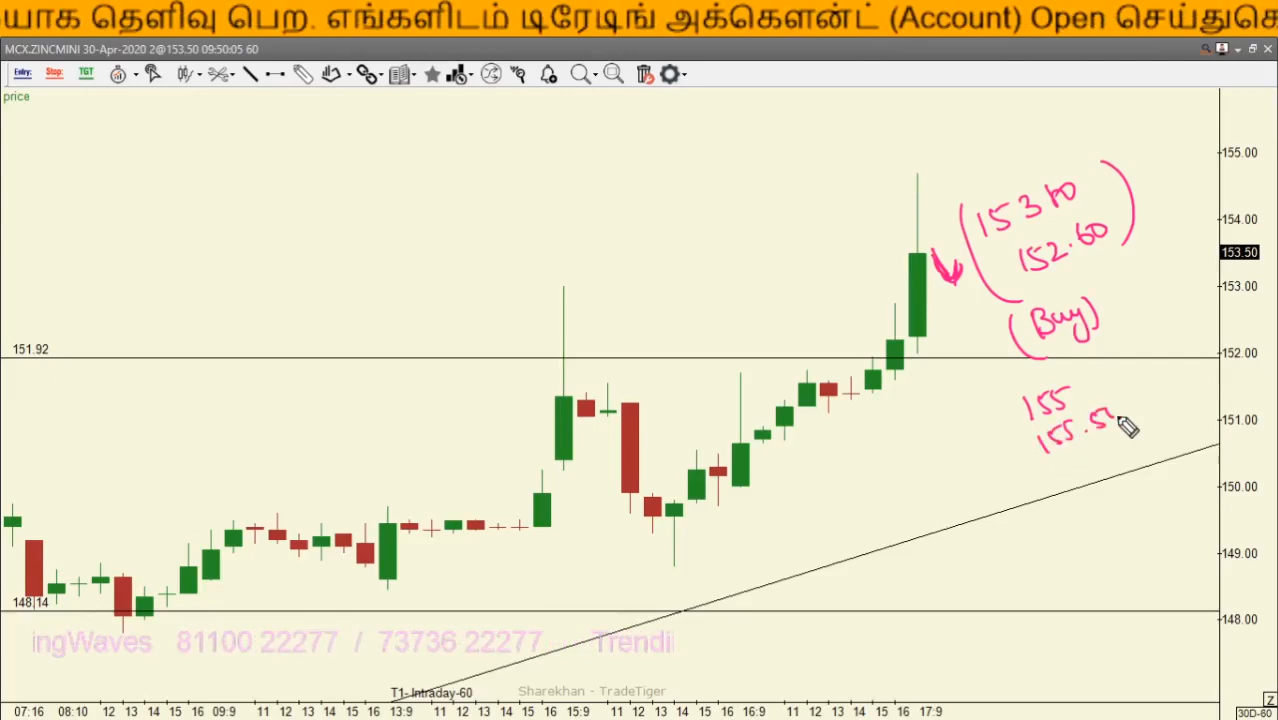 யாக தெளிவு பெற. எங்களிடம் டிரேடிங் அக்கௌண்ட் (Account) Open செய்துகெ
MCX.ZINCMINI 30-Apr-2020 2@153.50 09:50:05 60
Entry: Stop: TGT
price
155.00
154.00
153.50
153.00
152.00
151.00
150.00
149.00
148.00
152.60
(Buy)
155
151.92
148.14
ingWaves 81100 22277 / 73736 22277 Trendi
T1- Intraday-60 Sharekhan - TradeTiger
07:16 08:10 12 13 14 15 16 09:9 11 12 13 14 15 16 13:9 11 12 13 14 15 16 15:9 11 12 13 14 15 16 16:9 11 12 13 14 15 16 17:9
Z
30D-60